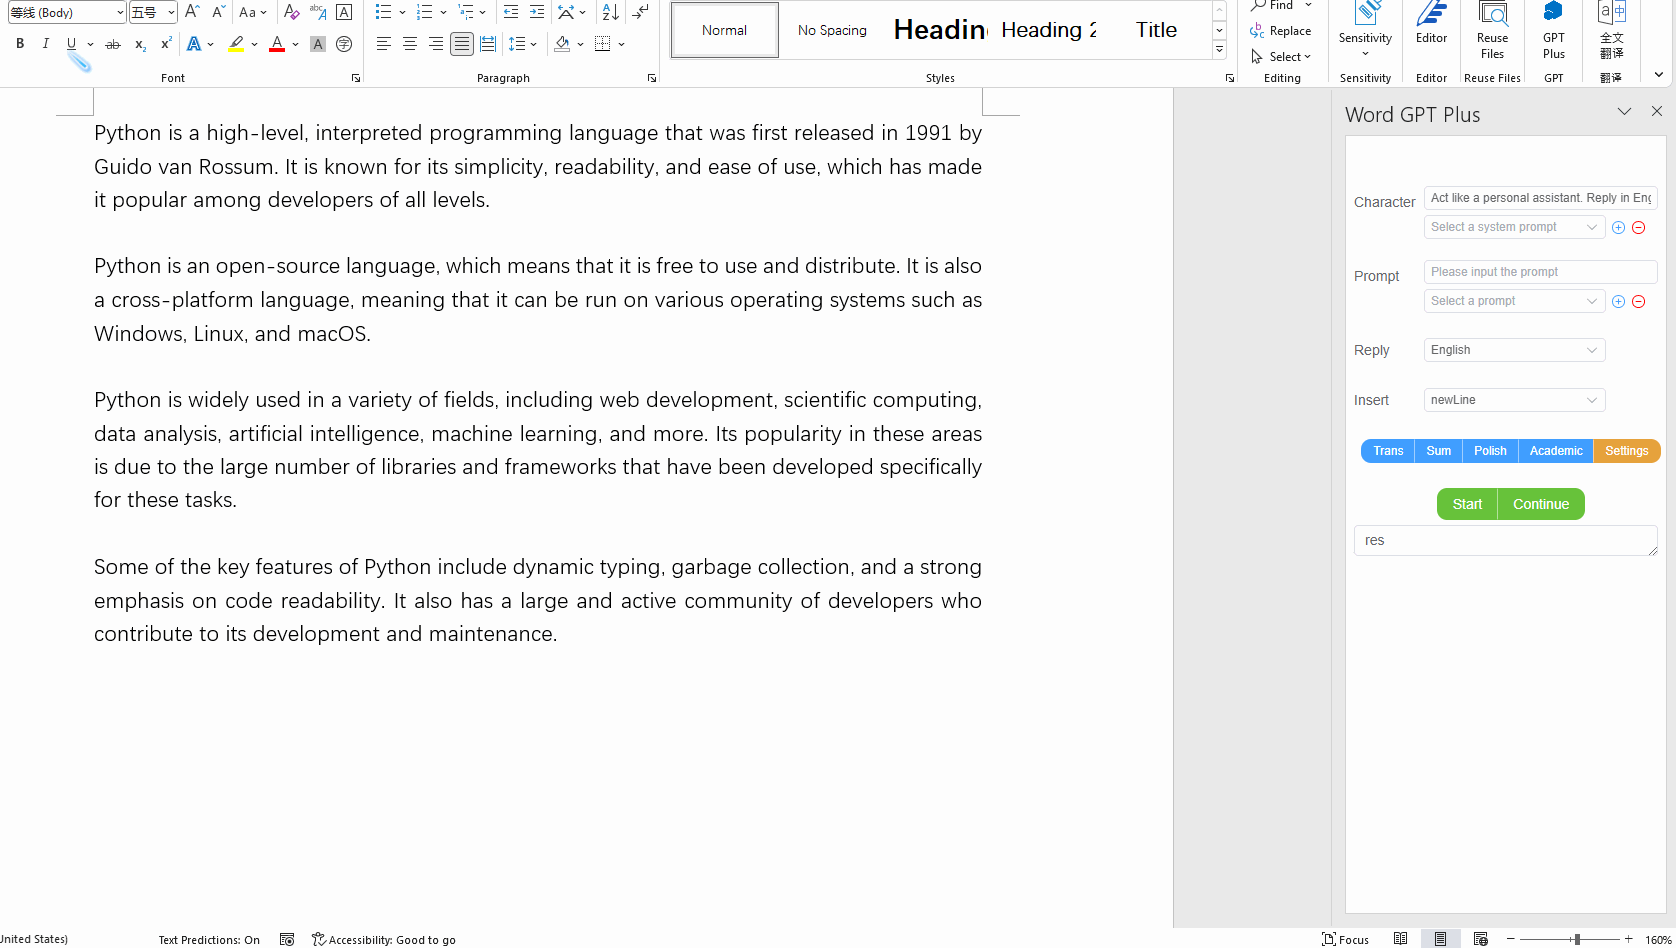 等线 (Body) 五号 A A Aa A abc A A A Z Find
B I U ab x2 x2 A A A 字
Normal No Spacing Headin Heading 2 Title
Replace
Select
Font Paragraph Styles Editing
Sensitivity Editor Reuse Files GPT Plus 全文翻译
Sensitivity Editor Reuse Files GPT 翻译
Python is a high-level, interpreted programming language that was first released in 1991 by
Guido van Rossum. It is known for its simplicity, readability, and ease of use, which has made
it popular among developers of all levels.
Python is an open-source language, which means that it is free to use and distribute. It is also
a cross-platform language, meaning that it can be run on various operating systems such as
Windows, Linux, and macOS.
Python is widely used in a variety of fields, including web development, scientific computing,
data analysis, artificial intelligence, machine learning, and more. Its popularity in these areas
is due to the large number of libraries and frameworks that have been developed specifically
for these tasks.
Some of the key features of Python include dynamic typing, garbage collection, and a strong
emphasis on code readability. It also has a large and active community of developers who
contribute to its development and maintenance.
Word GPT Plus
Character Act like a personal assistant. Reply in Eng
Select a system prompt
Prompt Please input the prompt
Select a prompt
Reply English
Insert newLine
Trans Sum Polish Academic Settings
Start Continue
res
United States) Text Predictions: On Accessibility: Good to go Focus 160%